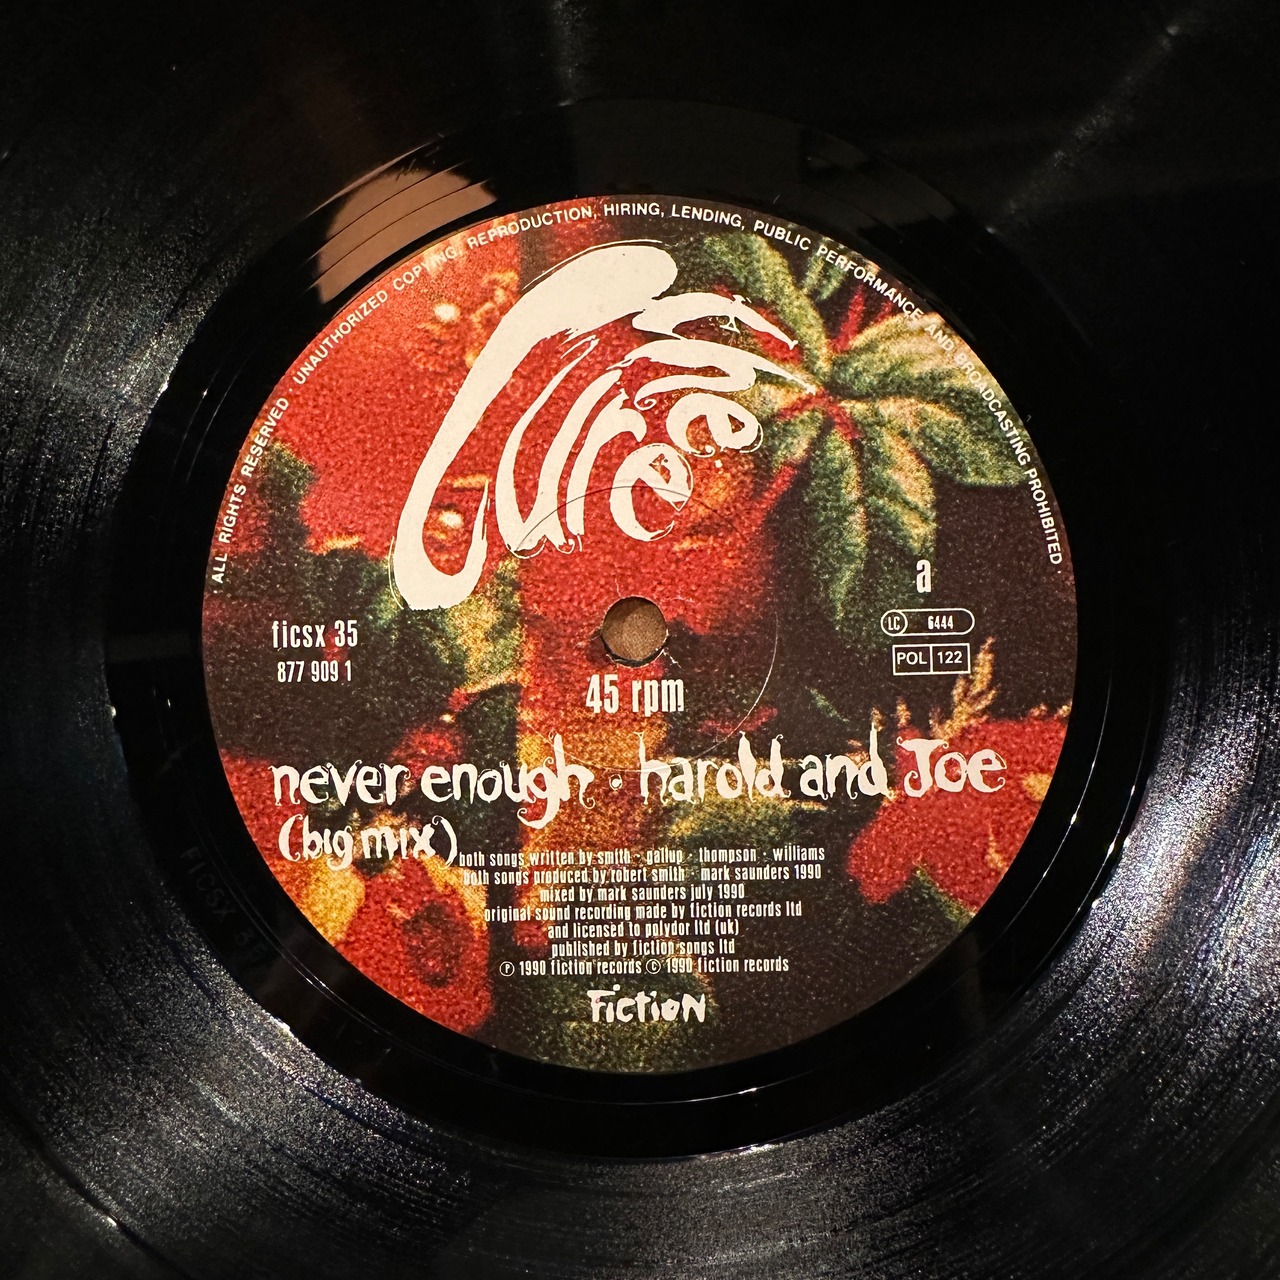 · ALL RIGHTS RESERVED · UNAUTHORIZED COPYING, REPRODUCTION, HIRING, LENDING, PUBLIC PERFORMANCE AND BROADCASTING PROHIBITED
Cure
a
LC 6444
POL 122
ficsx 35
877 909 1
45 rpm
never enough · harold and Joe
(big mix)
both songs written by smith · gallup · thompson · williams
both songs produced by robert smith · mark saunders 1990
mixed by mark saunders july 1990
original sound recording made by fiction records ltd
and licensed to polydor ltd (uk)
published by fiction songs ltd
℗ 1990 fiction records © 1990 fiction records
Fiction